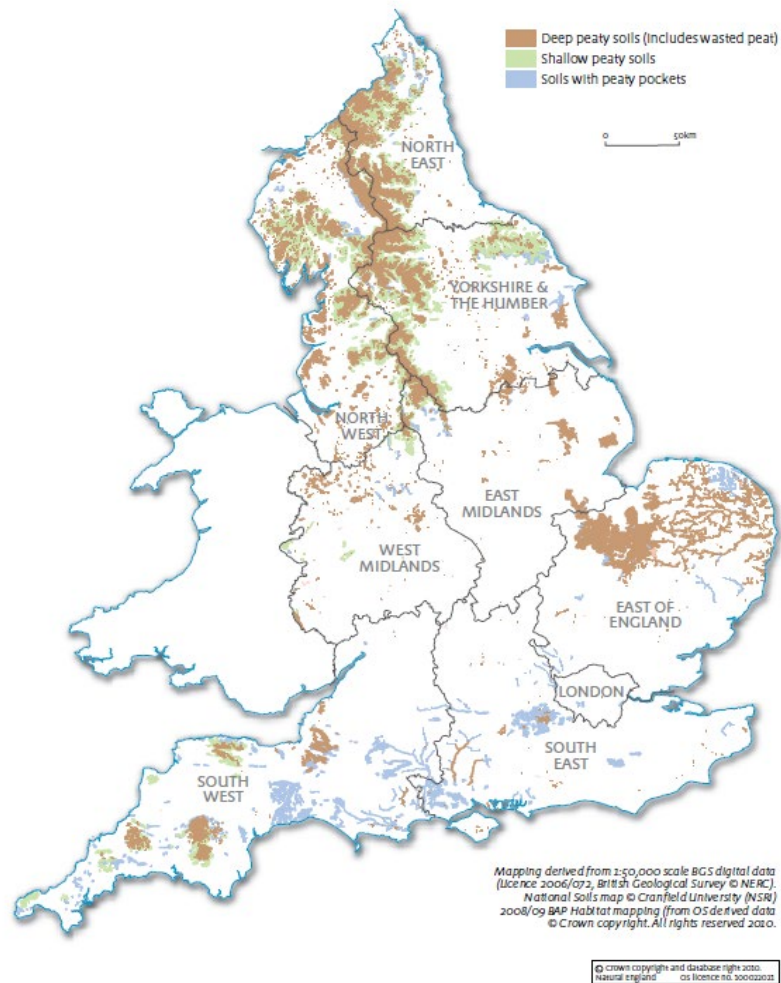 Deep peaty soils (includes wasted peat)
Shallow peaty soils
Soils with peaty pockets
0 50km
NORTH
EAST
YORKSHIRE &
THE HUMBER
NORTH
WEST
EAST
MIDLANDS
WEST
MIDLANDS
EAST OF
ENGLAND
LONDON
SOUTH
EAST
SOUTH
WEST
Mapping derived from 1:50,000 scale BGS digital data
(Licence 2006/072, British Geological Survey © NERC).
National Soils map © Cranfield University (NSRI)
2008/09 BAP Habitat mapping (from OS derived data
© Crown copyright. All rights reserved 2010.
© Crown copyright and database right 2010.
Natural England OS licence no. 100022021